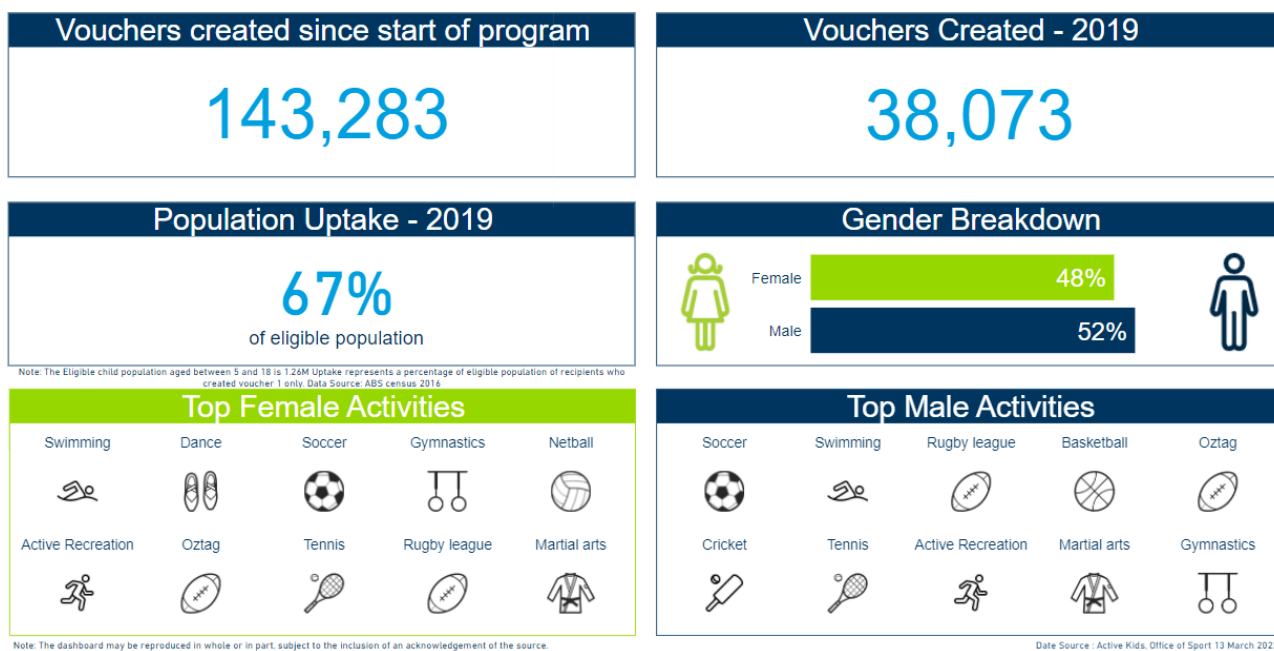 Vouchers created since start of program
143,283
Vouchers Created - 2019
38,073
Population Uptake - 2019
67%
of eligible population
Note: The Eligible child population aged between 5 and 18 is 1.26M Uptake represents a percentage of eligible population of recipients who
created voucher 1 only. Data Source: ABS census 2016
Gender Breakdown
Female 48%
Male 52%
Top Female Activities
Swimming Dance Soccer Gymnastics Netball
Active Recreation Oztag Tennis Rugby league Martial arts
Top Male Activities
Soccer Swimming Rugby league Basketball Oztag
Cricket Tennis Active Recreation Martial arts Gymnastics
Note: The dashboard may be reproduced in whole or in part, subject to the inclusion of an acknowledgement of the source.
Date Source : Active Kids, Office of Sport 13 March